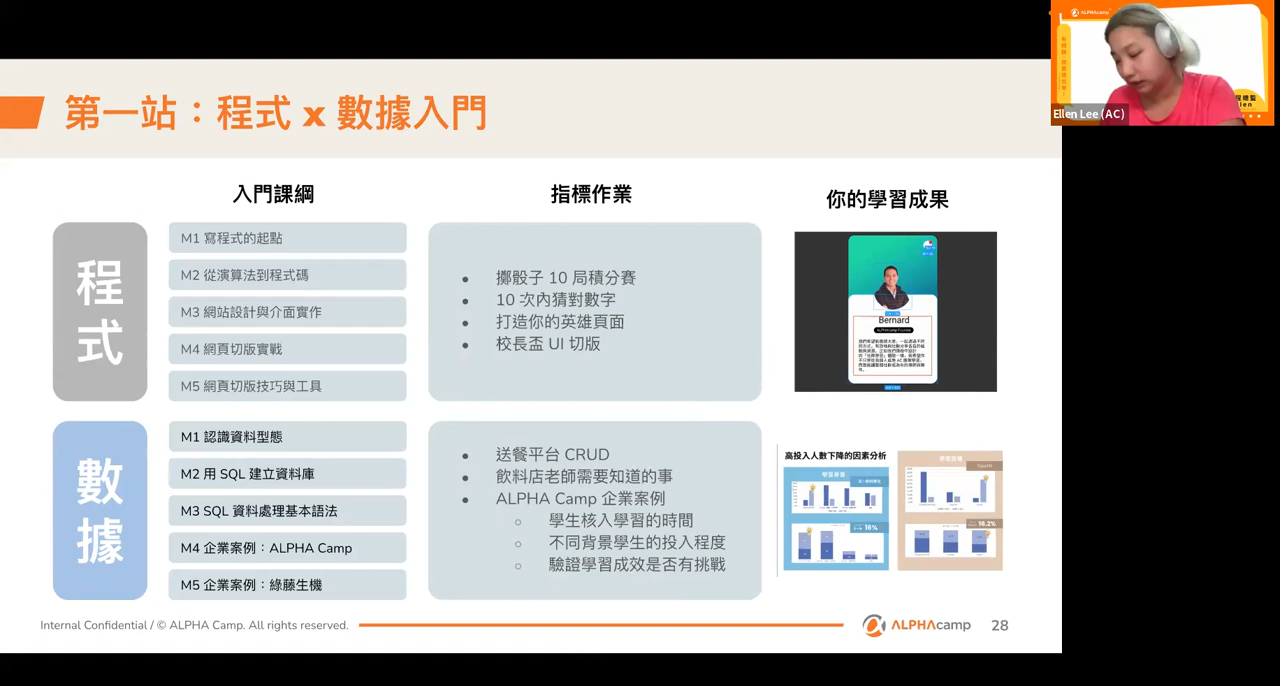 第一站：程式 x 數據入門
ALPHAcamp
Ellen Lee (AC)
入門課綱
指標作業
你的學習成果
程式
M1 寫程式的起點
M2 從演算法到程式碼
M3 網站設計與介面實作
M4 網頁切版實戰
M5 網頁切版技巧與工具
擲骰子 10 局積分賽
10 次內猜對數字
打造你的英雄頁面
校長盃 UI 切版
Bernard
數據
M1 認識資料型態
M2 用 SQL 建立資料庫
M3 SQL 資料處理基本語法
M4 企業案例：ALPHA Camp
M5 企業案例：綠藤生機
送餐平台 CRUD
飲料店老師需要知道的事
ALPHA Camp 企業案例
學生核入學習的時間
不同背景學生的投入程度
驗證學習成效是否有挑戰
高投入人數下降的因素分析
學習背景
16%
18.2%
Internal Confidential / © ALPHA Camp. All rights reserved.
ALPHAcamp
28